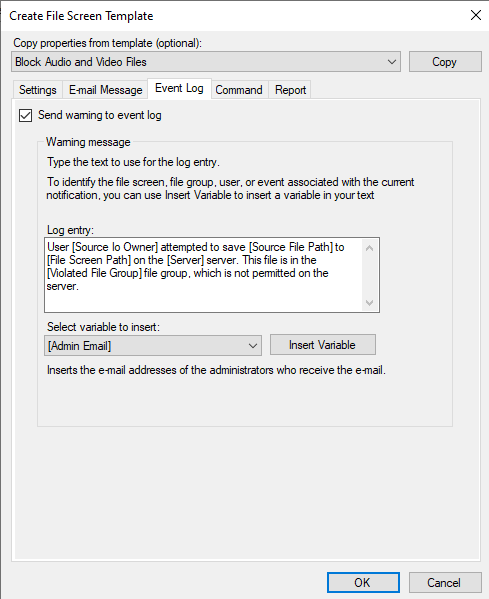 Create File Screen Template
Copy properties from template (optional):
Block Audio and Video Files
Copy
Settings
E-mail Message
Event Log
Command
Report
Send warning to event log
Warning message
Type the text to use for the log entry.
To identify the file screen, file group, user, or event associated with the current
notification, you can use Insert Variable to insert a variable in your text
Log entry:
User [Source Io Owner] attempted to save [Source File Path] to
[File Screen Path] on the [Server] server. This file is in the
[Violated File Group] file group, which is not permitted on the
server.
Select variable to insert:
[Admin Email]
Insert Variable
Inserts the e-mail addresses of the administrators who receive the e-mail.
OK
Cancel